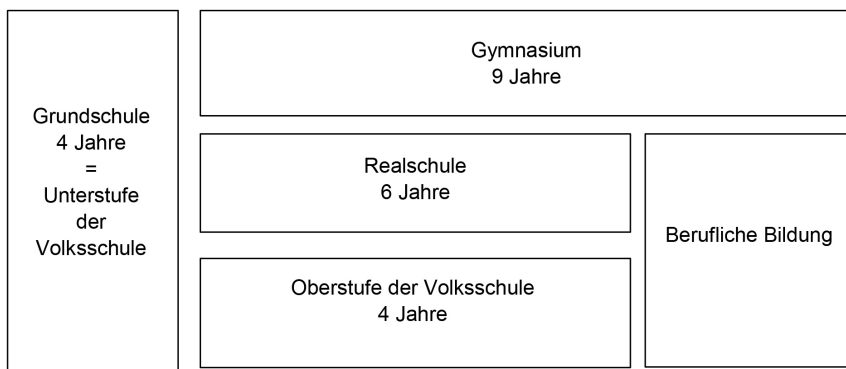 Grundschule
4 Jahre
=
Unterstufe
der
Volksschule
Gymnasium
9 Jahre
Realschule
6 Jahre
Oberstufe der Volksschule
4 Jahre
Berufliche Bildung